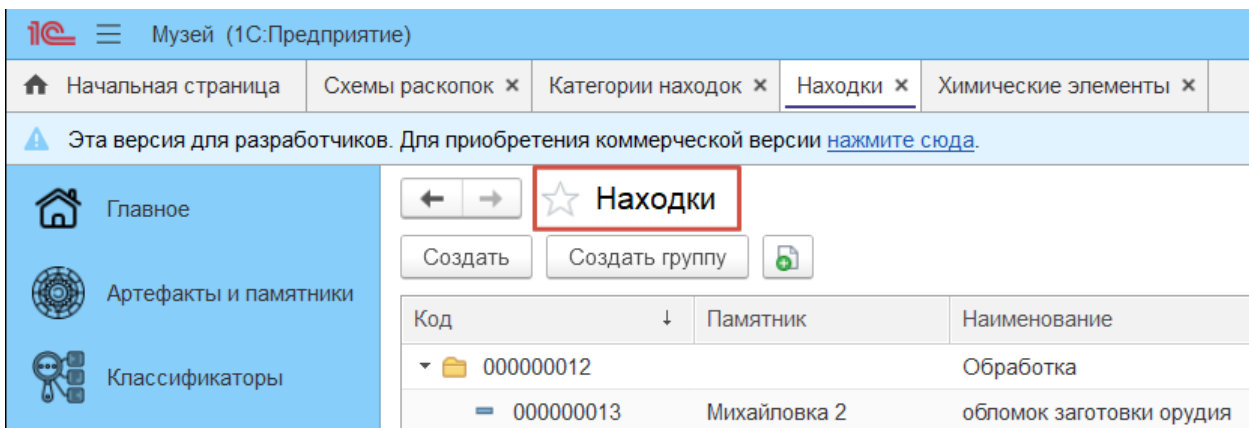 1С Музей (1С:Предприятие)
Начальная страница Схемы раскопок × Категории находок × Находки × Химические элементы ×
Эта версия для разработчиков. Для приобретения коммерческой версии нажмите сюда.
Главное
Артефакты и памятники
Классификаторы
Находки
Создать Создать группу
Код ↓ Памятник Наименование
000000012 Обработка
000000013 Михайловка 2 обломок заготовки орудия